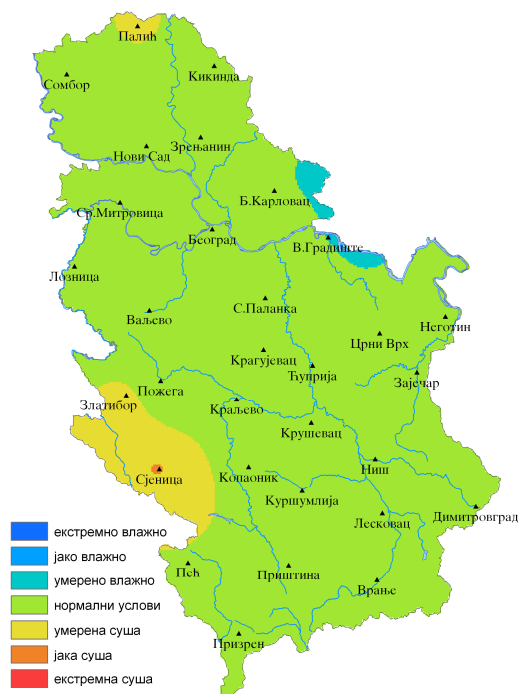 Палић
Сомбор
Кикинда
Зрењанин
Нови Сад
Б.Карловац
Ср.Митровица
Београд
В.Градиште
Лозница
С.Паланка
Ваљево
Неготин
Црни Врх
Крагујевац
Ћуприја
Зајечар
Пожега
Златибор
Краљево
Крушевац
Ниш
Сјеница
Копаоник
Куршумлија
Димитровград
Лесковац
Пећ
Приштина
Врање
Призрен
екстремно влажно
јако влажно
умерено влажно
нормални услови
умерена суша
јака суша
екстремна суша